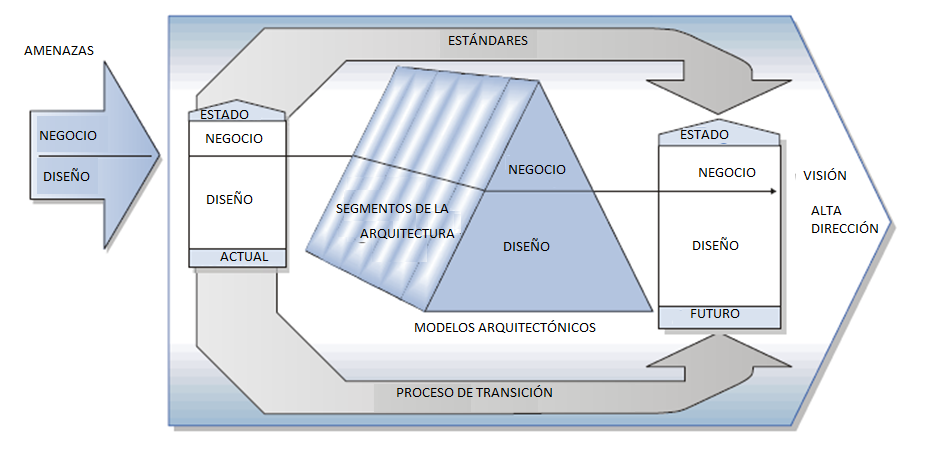 AMENAZAS
NEGOCIO
DISEÑO
ESTÁNDARES
ESTADO
NEGOCIO
DISEÑO
ACTUAL
SEGMENTOS DE LA
ARQUITECTURA
NEGOCIO
DISEÑO
MODELOS ARQUITECTÓNICOS
ESTADO
NEGOCIO
DISEÑO
FUTURO
VISIÓN
ALTA
DIRECCIÓN
PROCESO DE TRANSICIÓN